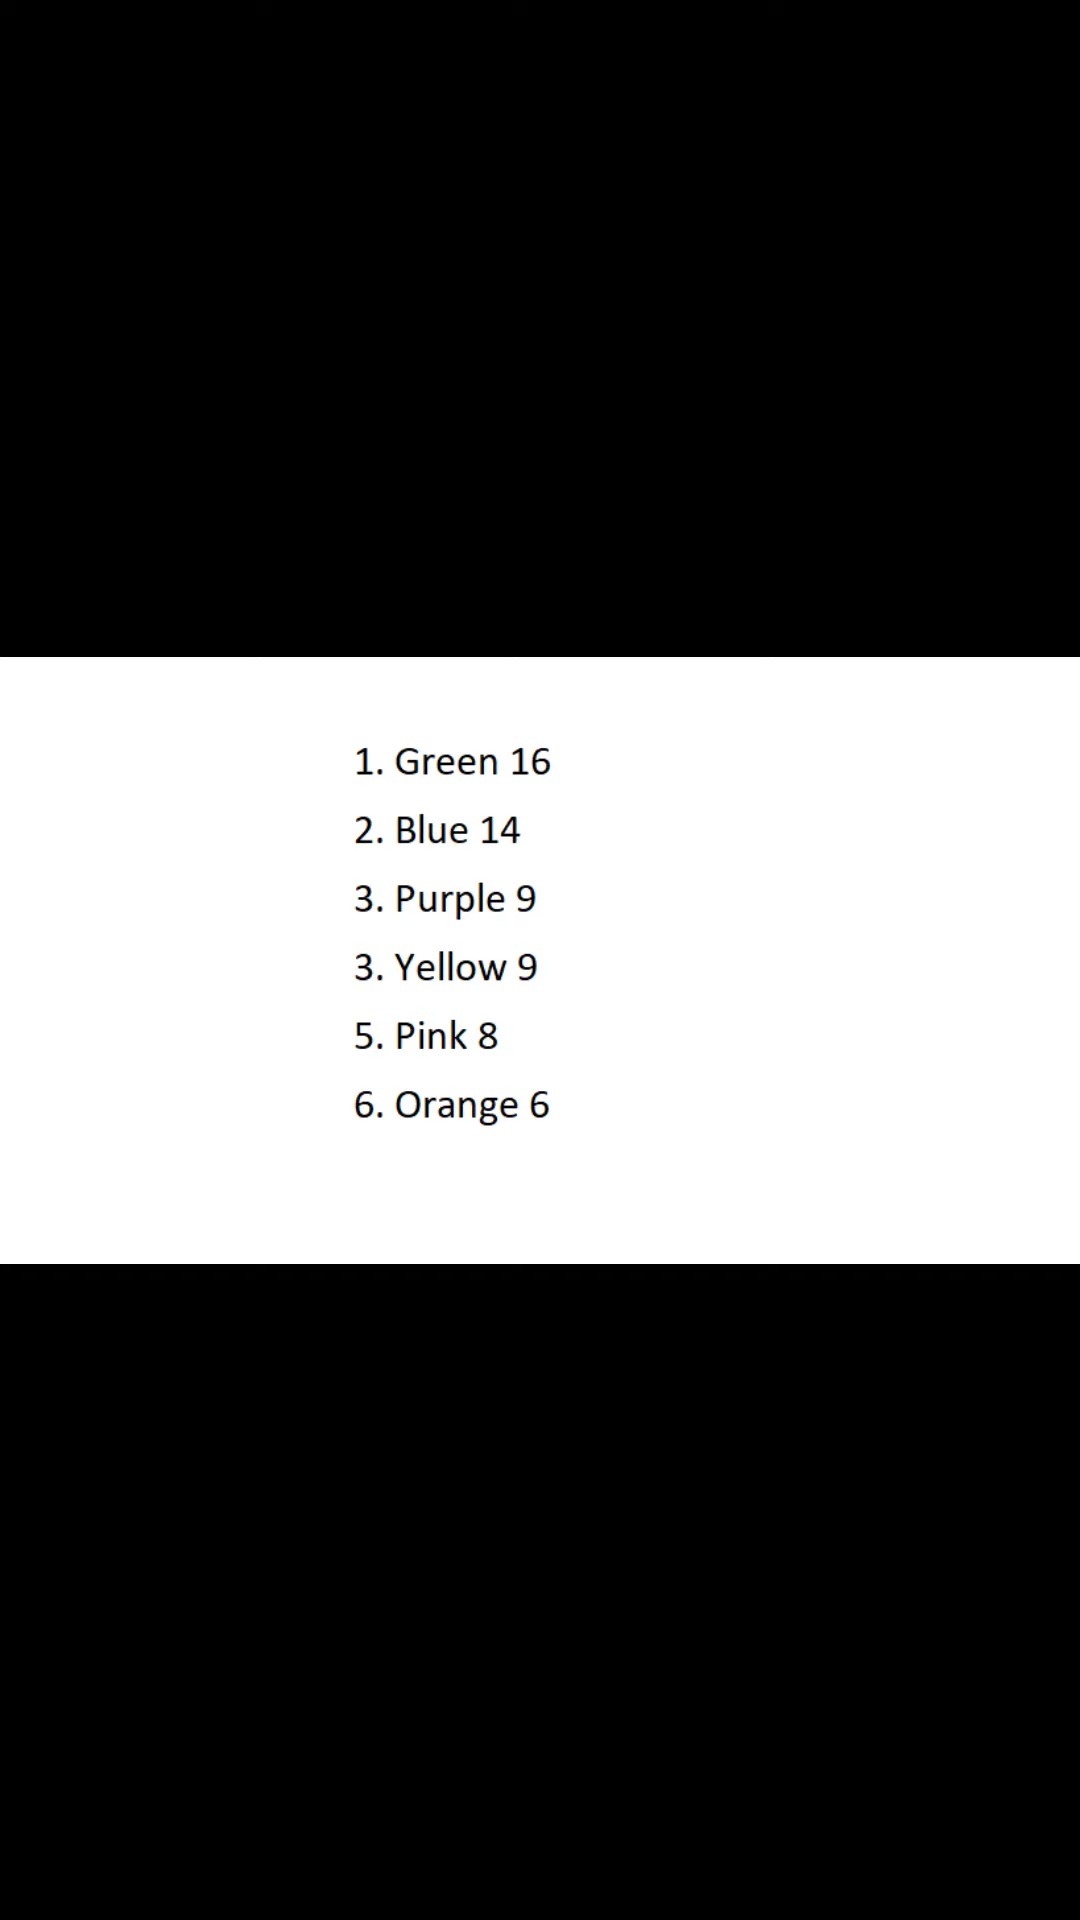 1. Green 16
2. Blue 14
3. Purple 9
3. Yellow 9
5. Pink 8
6. Orange 6